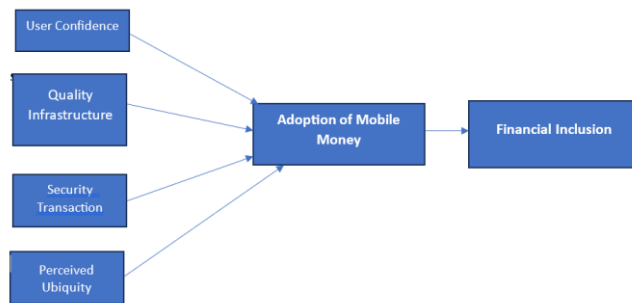 User Confidence
Quality
Infrastructure
Adoption of Mobile
Money
Financial Inclusion
Security
Transaction
Perceived
Ubiquity